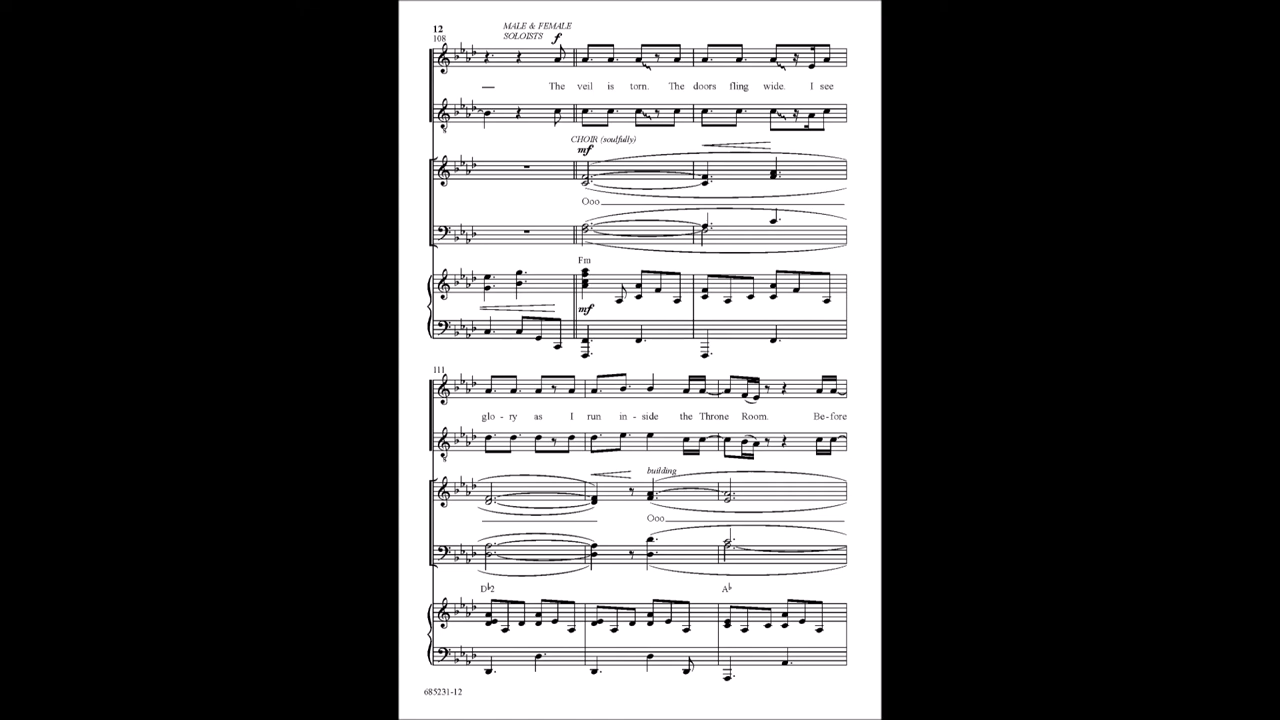 12
108
MALE & FEMALE
SOLOISTS f
The veil is torn. The doors fling wide. I see
CHOIR (soulfully)
mf
Ooo
Fm
mf
111
glo - ry as I run in - side the Throne Room. Be-fore
building
Ooo
D♭2 A♭
685231-12